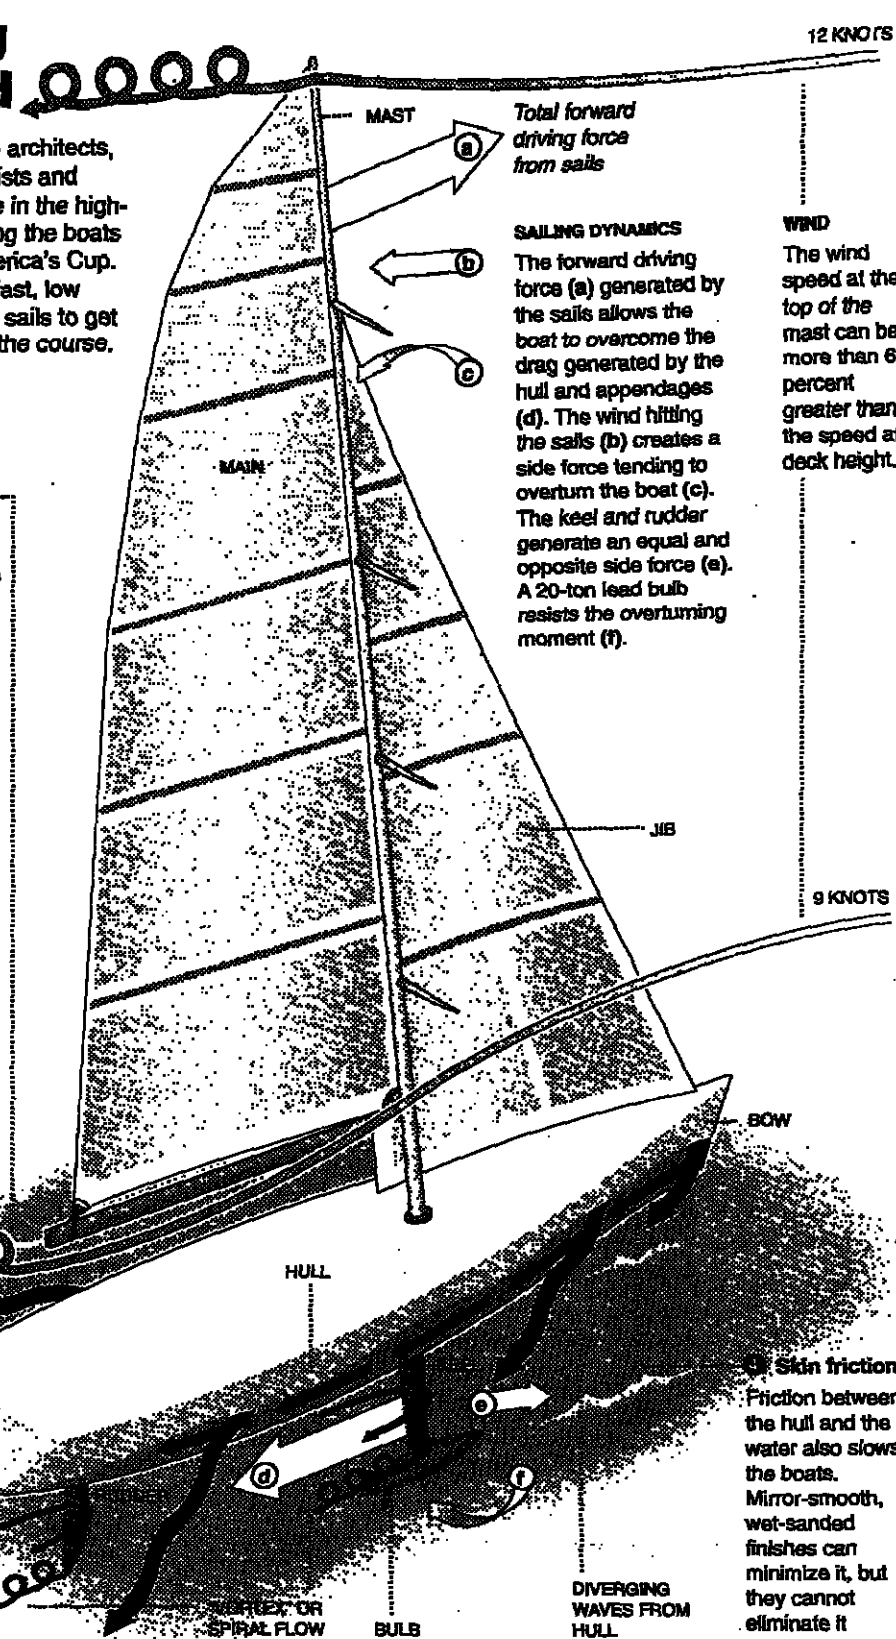 architects,
and
in the high-
the boats
Cup.
fast, low
sails to get
the course.
12 KNOTS
MAST
Total forward
driving force
from sails
a
b
c
SAILING DYNAMICS
The forward driving
force (a) generated by
the sails allows the
boat to overcome the
drag generated by the
hull and appendages
(d). The wind hitting
the sails (b) creates a
side force tending to
overturn the boat (c).
The keel and rudder
generate an equal and
opposite side force (e).
A 20-ton lead bulb
resists the overturning
moment (f).
WIND
The wind
speed at the
top of the
mast can be
more than 6
percent
greater than
the speed at
deck height.
MAIN
JIB
9 KNOTS
BOW
HULL
e
d
f
RUDDER
Skin friction
Friction between
the hull and the
water also slows
the boats.
Mirror-smooth,
wet-sanded
finishes can
minimize it, but
they cannot
eliminate it
VORTEX OR
SPIRAL FLOW
BULB
DIVERGING
WAVES FROM
HULL